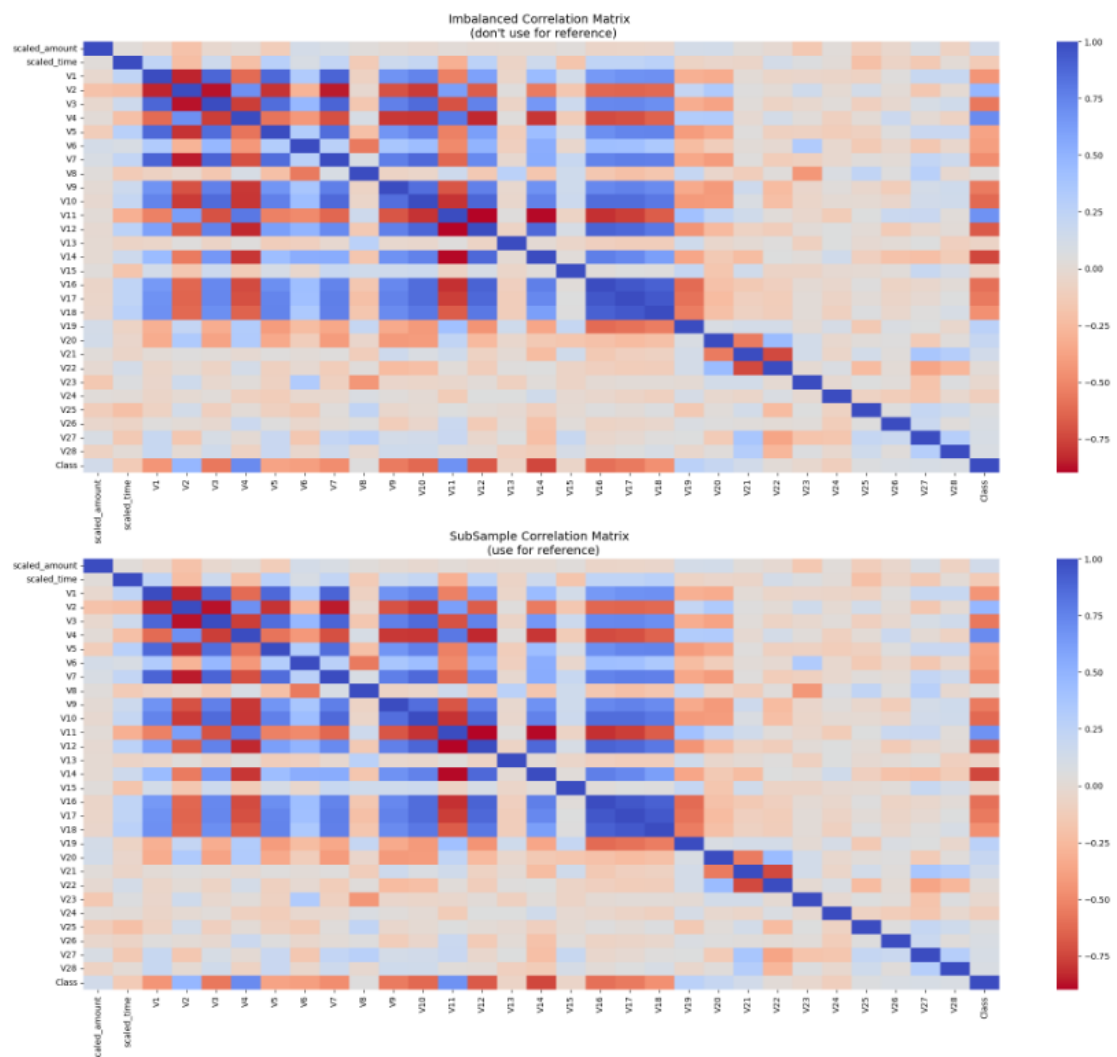 Imbalanced Correlation Matrix
(don't use for reference)
scaled_amount
scaled_time
V1
V2
V3
V4
V5
V6
V7
V8
V9
V10
V11
V12
V13
V14
V15
V16
V17
V18
V19
V20
V21
V22
V23
V24
V25
V26
V27
V28
Class
scaled_amount
scaled_time
V1
V2
V3
V4
V5
V6
V7
V8
V9
V10
V11
V12
V13
V14
V15
V16
V17
V18
V19
V20
V21
V22
V23
V24
V25
V26
V27
V28
Class
1.00
0.75
0.50
0.25
0.00
−0.25
−0.50
−0.75
SubSample Correlation Matrix
(use for reference)
scaled_amount
scaled_time
V1
V2
V3
V4
V5
V6
V7
V8
V9
V10
V11
V12
V13
V14
V15
V16
V17
V18
V19
V20
V21
V22
V23
V24
V25
V26
V27
V28
Class
scaled_amount
scaled_time
V1
V2
V3
V4
V5
V6
V7
V8
V9
V10
V11
V12
V13
V14
V15
V16
V17
V18
V19
V20
V21
V22
V23
V24
V25
V26
V27
V28
Class
1.00
0.75
0.50
0.25
0.00
−0.25
−0.50
−0.75